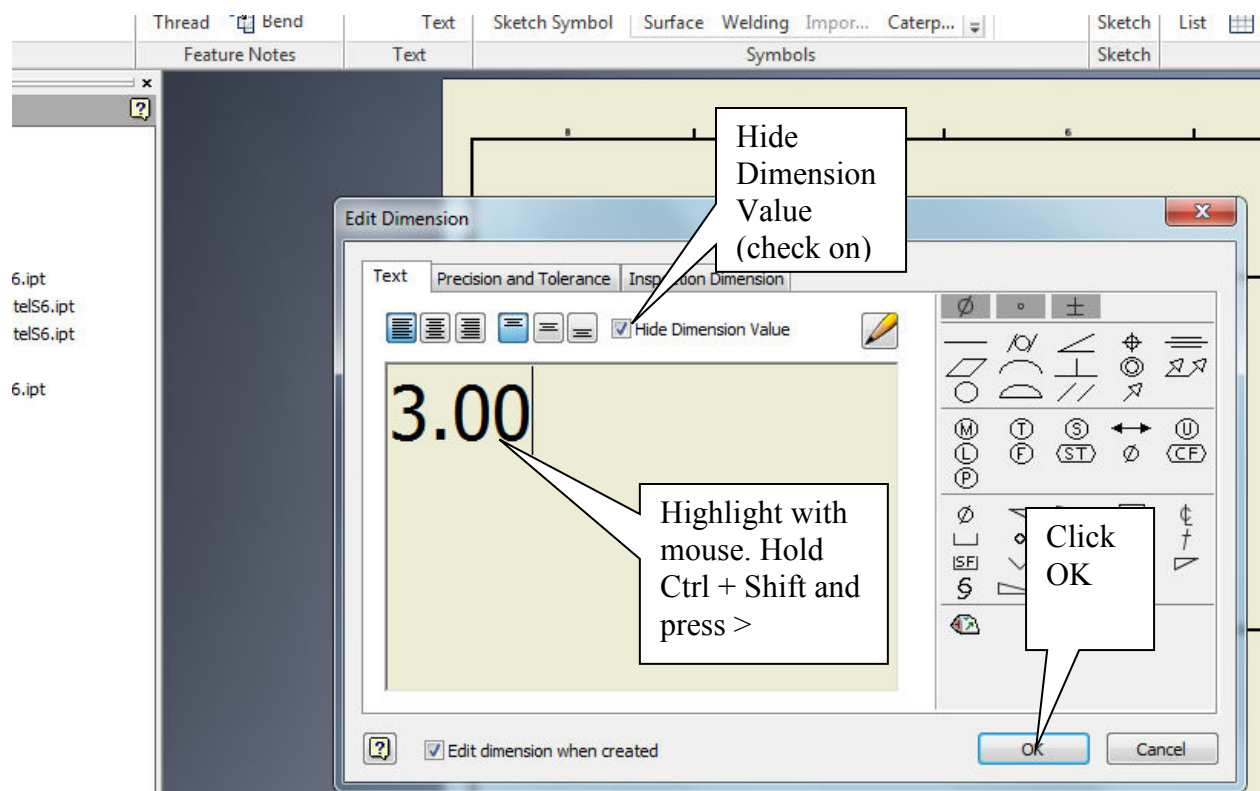 Thread Bend Text Sketch Symbol Surface Welding Impor... Caterp... Sketch List
Feature Notes Text Symbols Sketch
Hide
Dimension
Value
(check on)
Edit Dimension
Text Precision and Tolerance Inspection Dimension
Hide Dimension Value
6.ipt
telS6.ipt
telS6.ipt
6.ipt
3.00
Highlight with
mouse. Hold
Ctrl + Shift and
press >
Click
OK
Edit dimension when created
OK Cancel